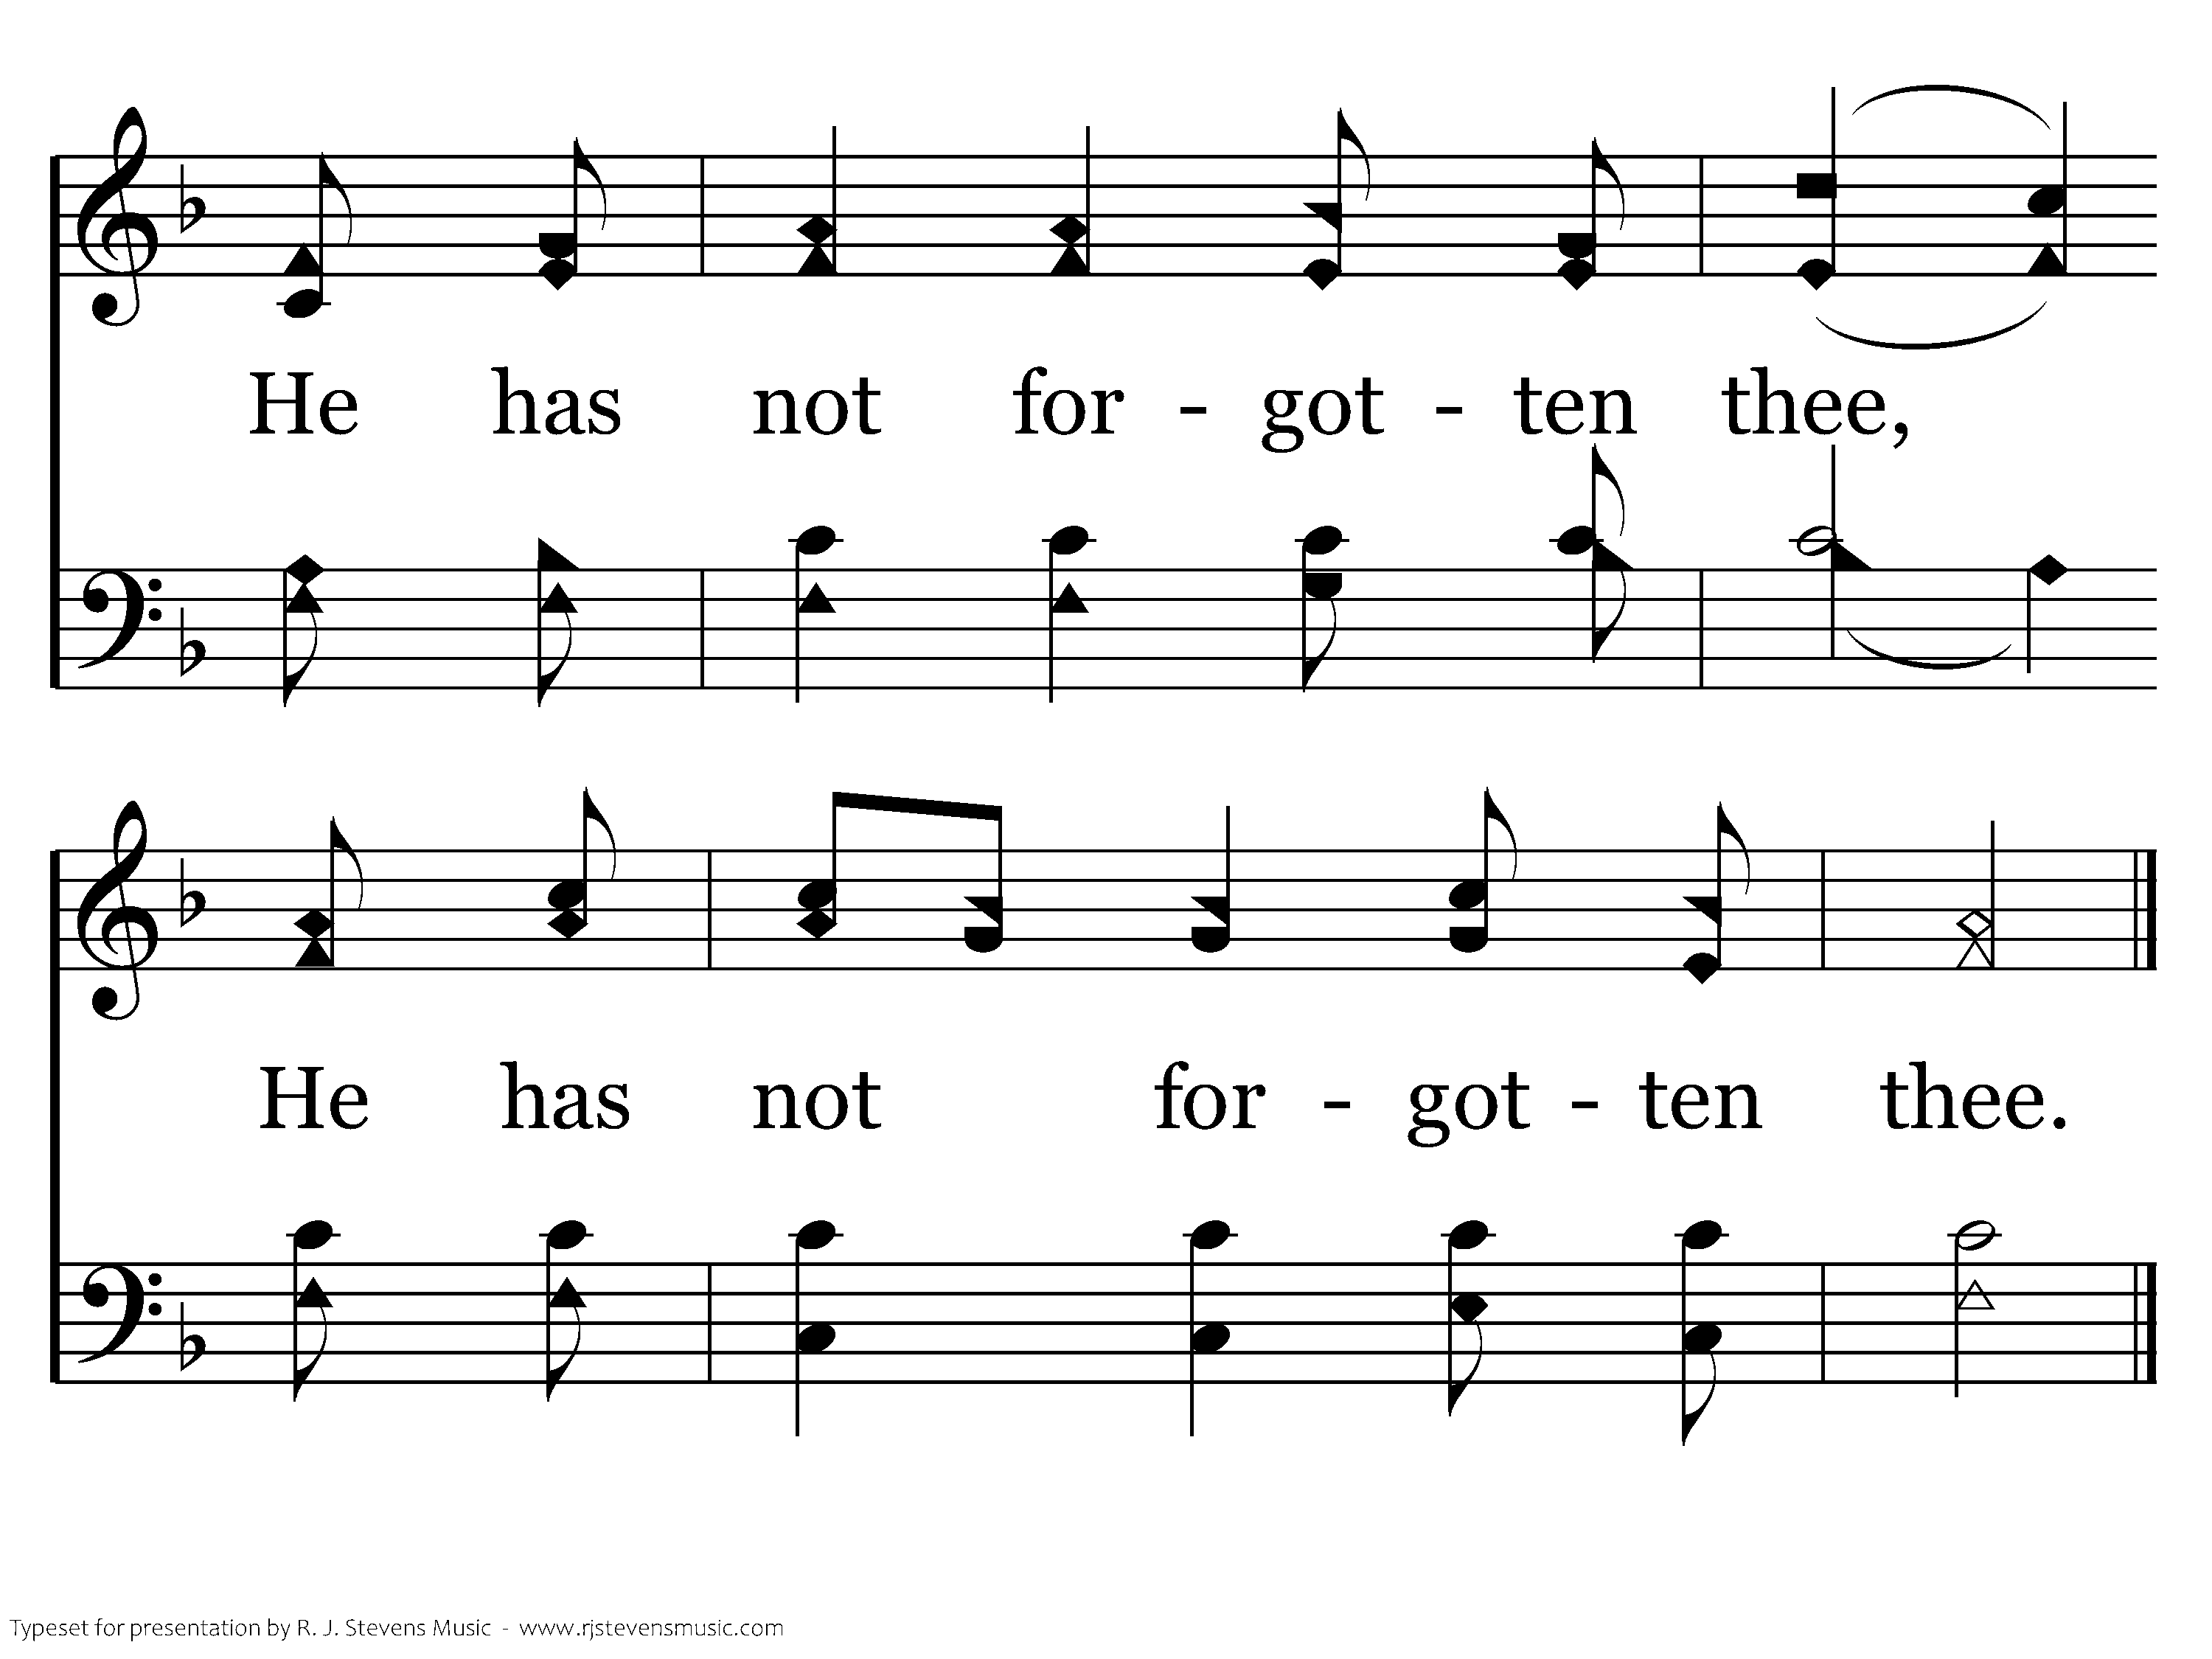 He has not for - got - ten thee,
He has not for - got - ten thee.
Typeset for presentation by R. J. Stevens Music - www.rjstevensmusic.com